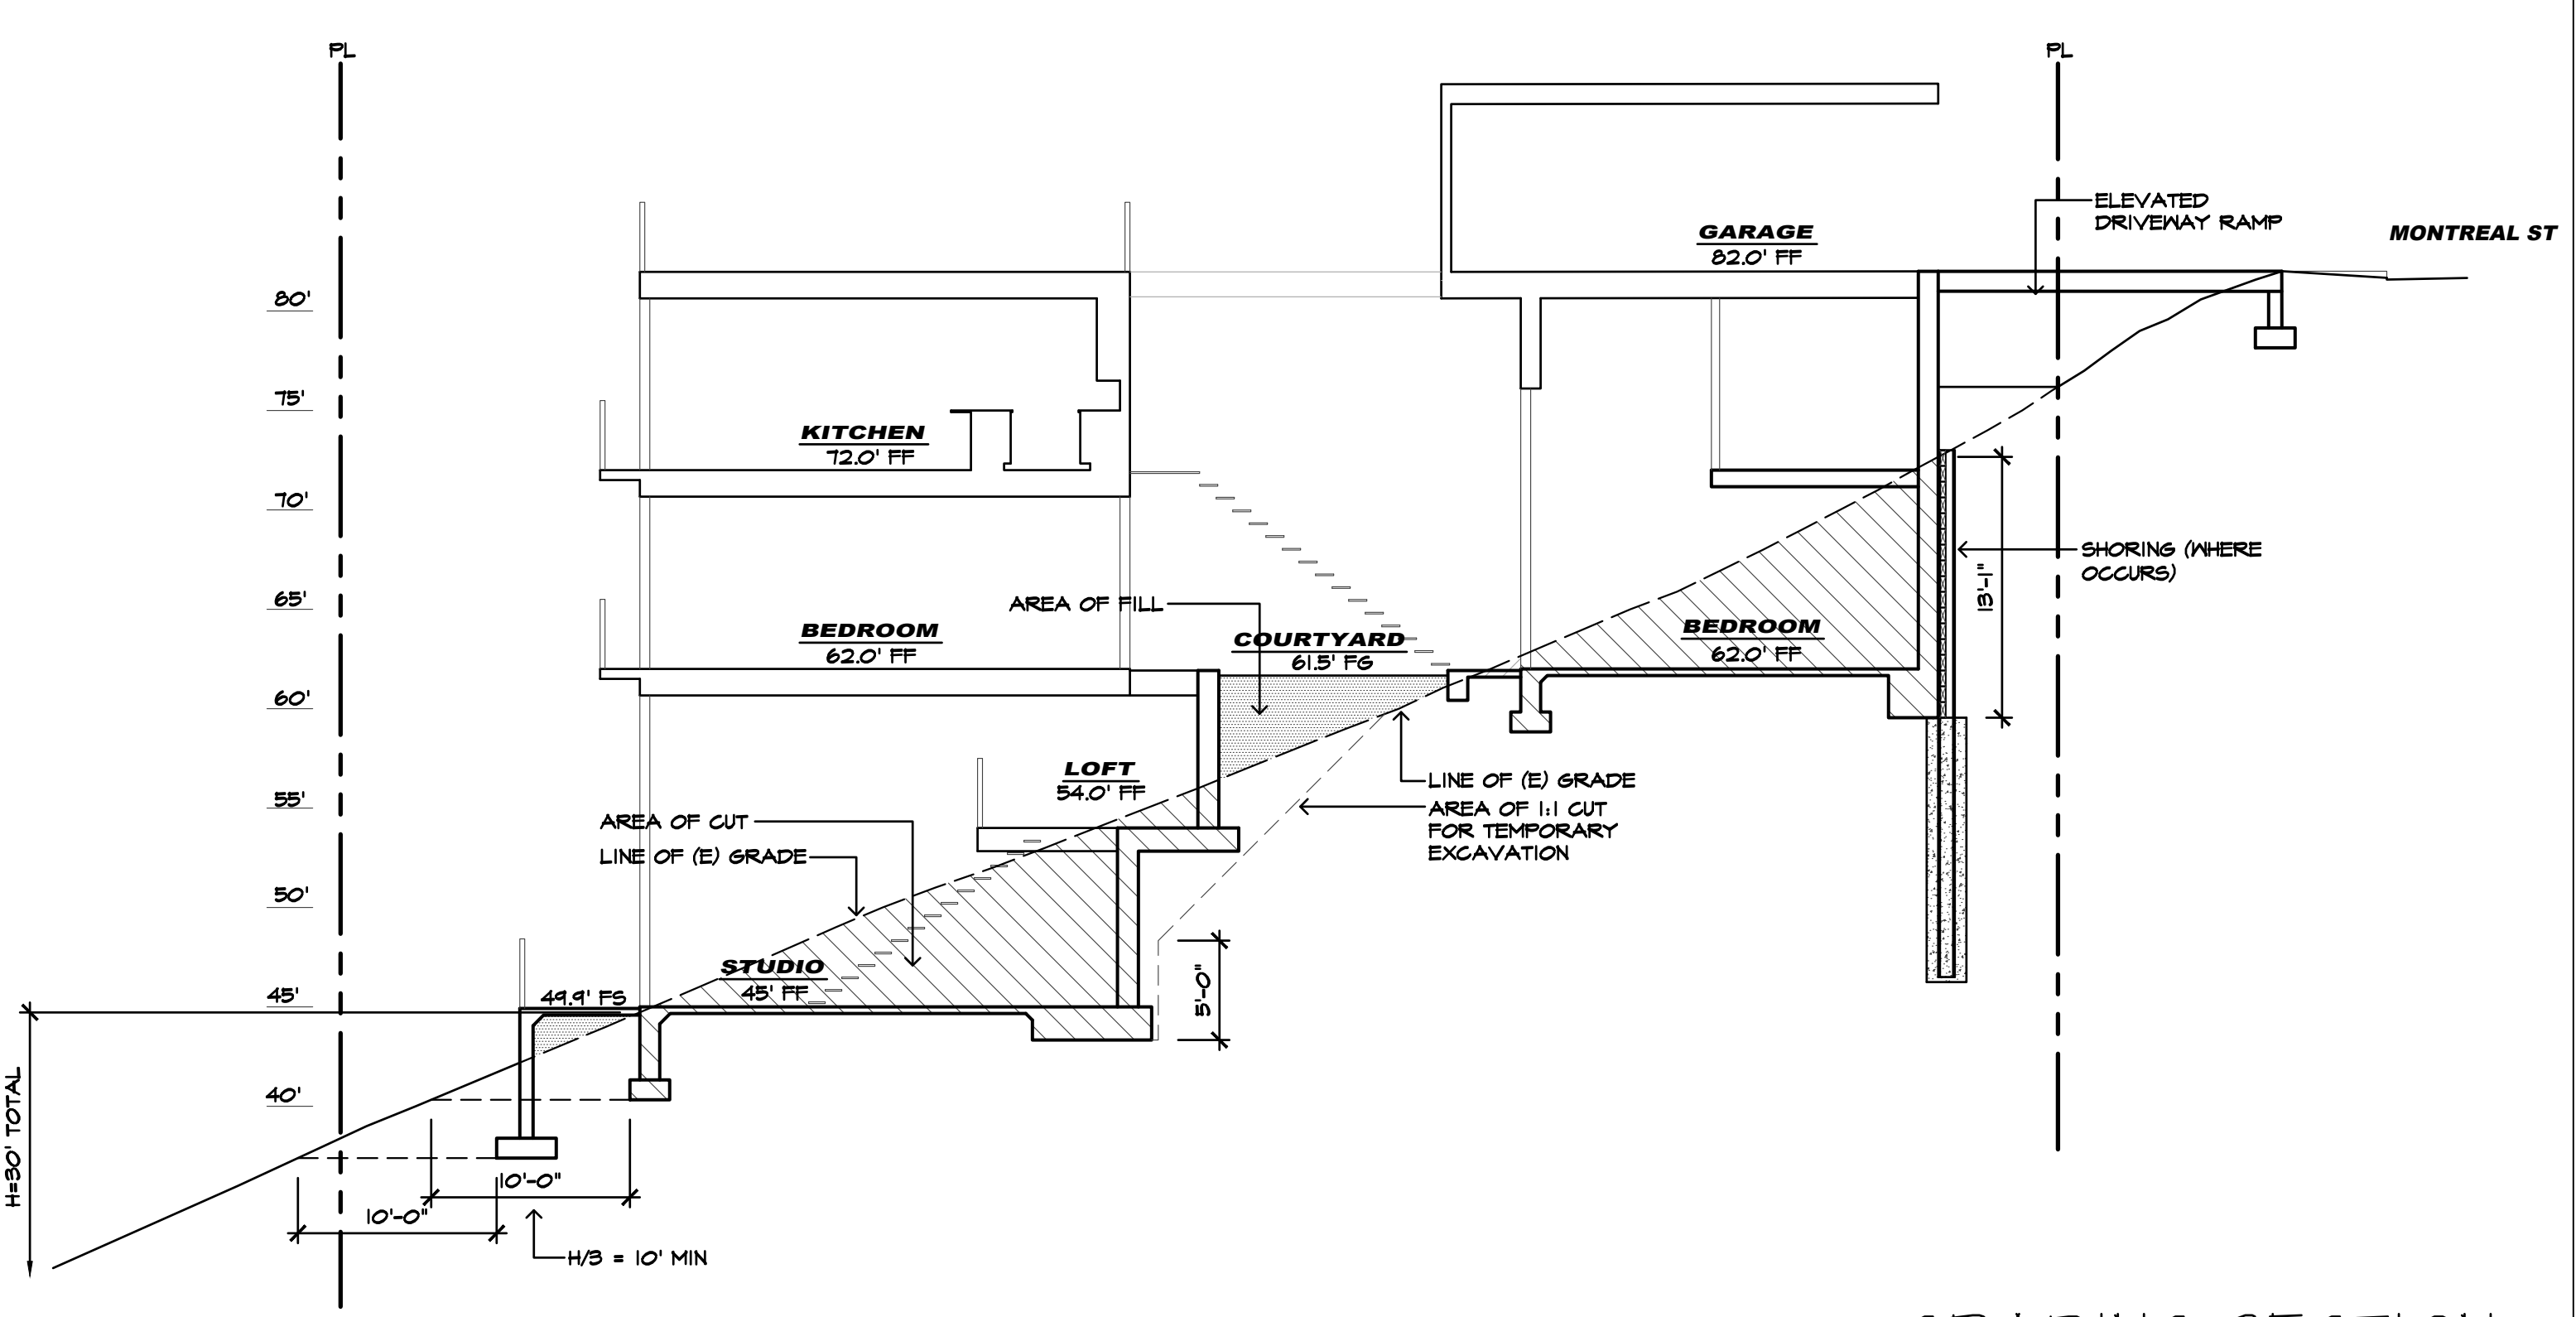 PL
PL
ELEVATED
DRIVEWAY RAMP
MONTREAL ST
GARAGE
82.0' FF
80'
75'
KITCHEN
72.0' FF
70'
SHORING (WHERE
OCCURS)
13'-1"
65'
AREA OF FILL
BEDROOM
62.0' FF
COURTYARD
61.5' FG
BEDROOM
62.0' FF
60'
LOFT
54.0' FF
LINE OF (E) GRADE
AREA OF 1:1 CUT
FOR TEMPORARY
EXCAVATION
55'
AREA OF CUT
LINE OF (E) GRADE
50'
STUDIO
45' FF
5'-0"
45'
49.9' FS
40'
H=30' TOTAL
10'-0"
10'-0"
H/3 = 10' MIN